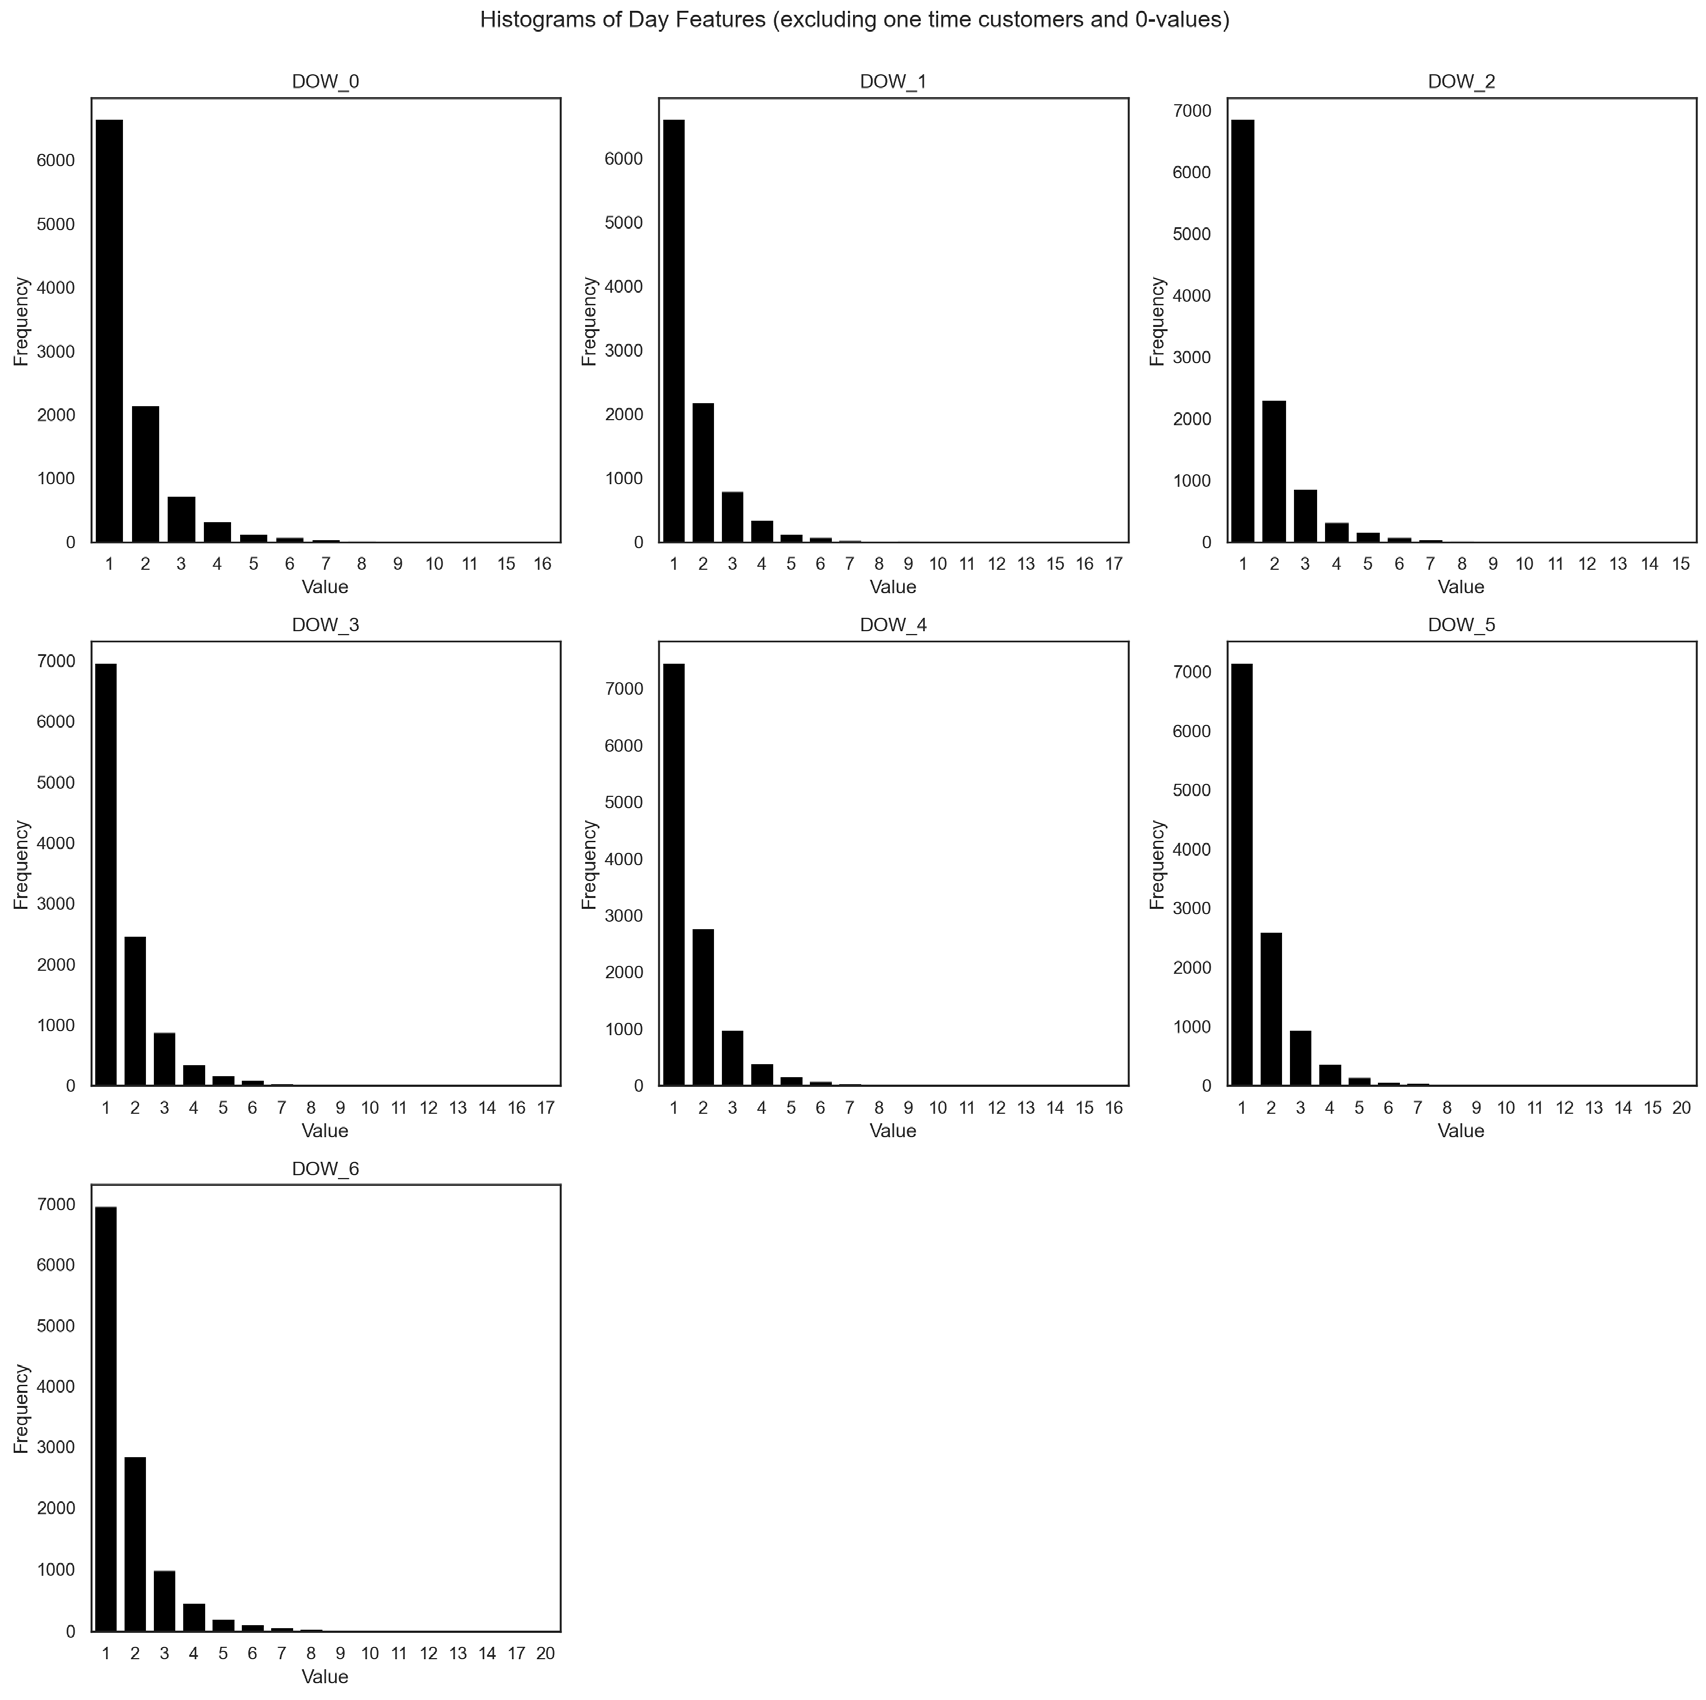 Histograms of Day Features (excluding one time customers and 0-values)
DOW_0
Frequency
6000
5000
4000
3000
2000
1000
0
1 2 3 4 5 6 7 8 9 10 11 15 16
Value
DOW_1
Frequency
6000
5000
4000
3000
2000
1000
0
1 2 3 4 5 6 7 8 9 10 11 12 13 14 15 17
Value
DOW_2
Frequency
7000
6000
5000
4000
3000
2000
1000
0
1 2 3 4 5 6 7 8 9 10 11 12 13 14 15
Value
DOW_3
Frequency
7000
6000
5000
4000
3000
2000
1000
0
1 2 3 4 5 6 7 8 9 10 11 12 13 14 16 17
Value
DOW_4
Frequency
7000
6000
5000
4000
3000
2000
1000
0
1 2 3 4 5 6 7 8 9 10 11 12 13 14 15 16
Value
DOW_5
Frequency
7000
6000
5000
4000
3000
2000
1000
0
1 2 3 4 5 6 7 8 9 10 11 12 13 14 15 20
Value
DOW_6
Frequency
7000
6000
5000
4000
3000
2000
1000
0
1 2 3 4 5 6 7 8 9 10 11 12 13 14 17 20
Value